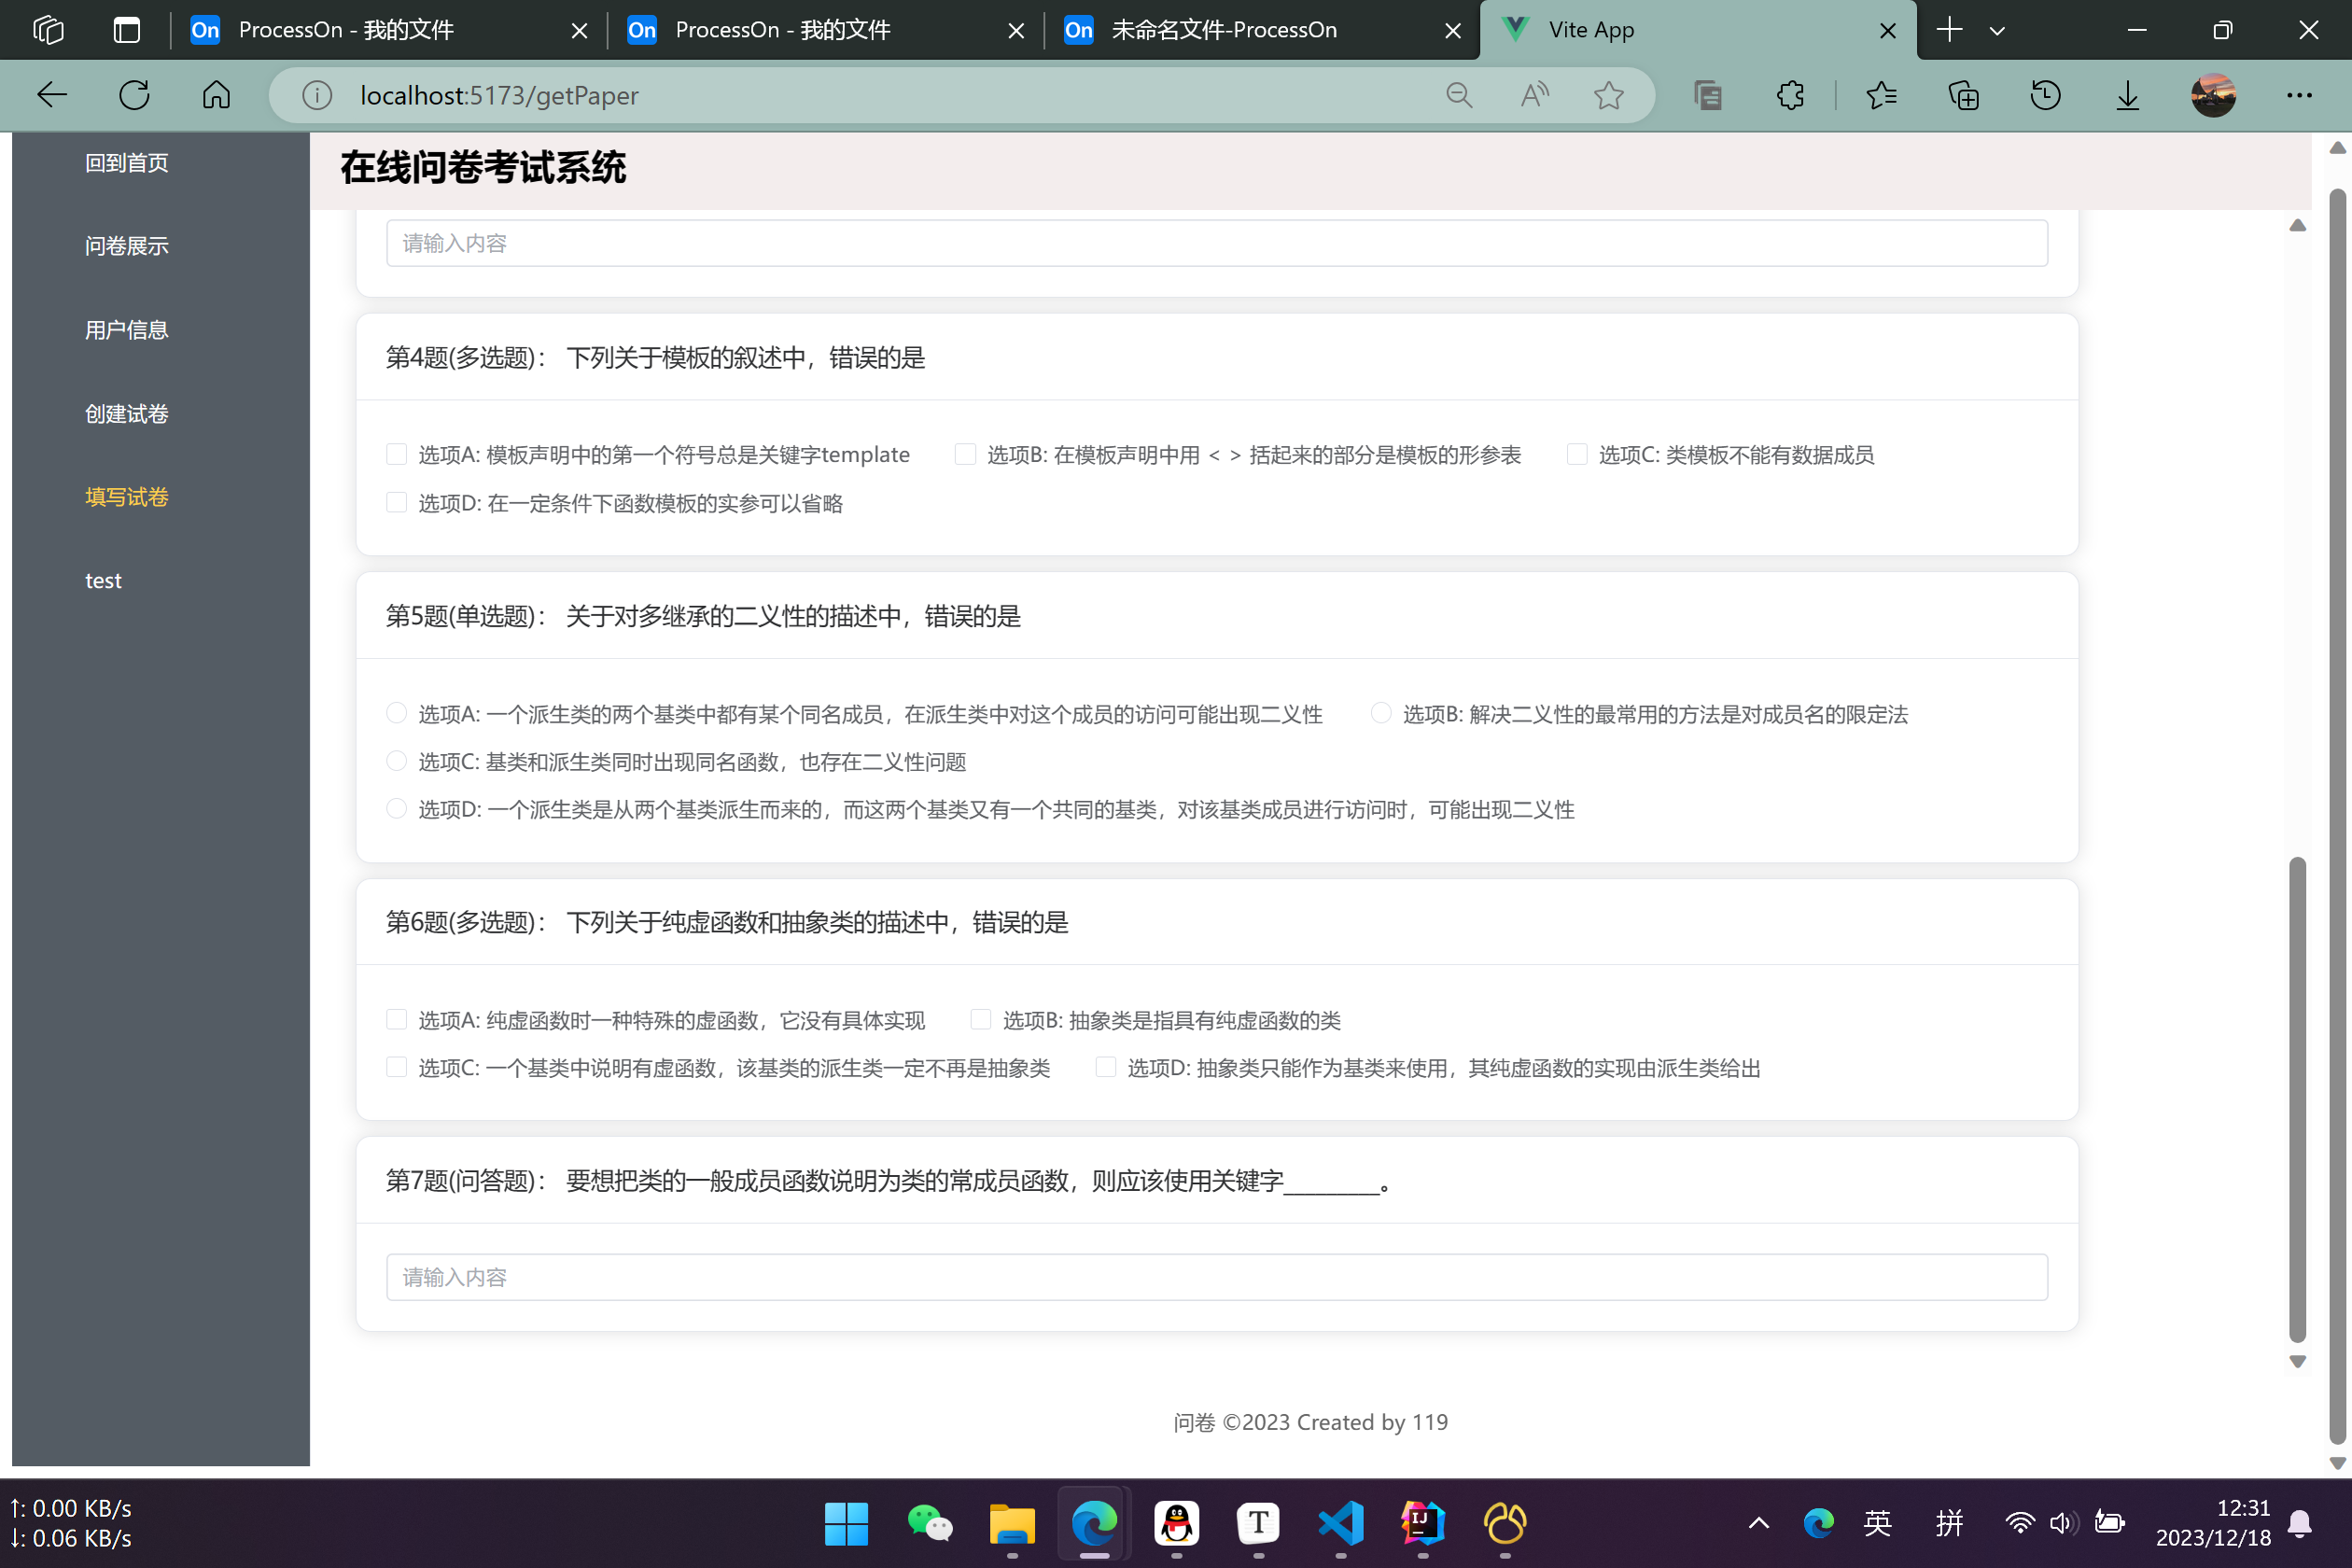 ProcessOn - 我的文件
ProcessOn - 我的文件
未命名文件-ProcessOn
Vite App
localhost:5173/getPaper
回到首页
问卷展示
用户信息
创建试卷
填写试卷
test
在线问卷考试系统
请输入内容
第4题(多选题)： 下列关于模板的叙述中，错误的是
选项A: 模板声明中的第一个符号总是关键字template 选项B: 在模板声明中用 < > 括起来的部分是模板的形参表 选项C: 类模板不能有数据成员
选项D: 在一定条件下函数模板的实参可以省略
第5题(单选题)： 关于对多继承的二义性的描述中，错误的是
选项A: 一个派生类的两个基类中都有某个同名成员，在派生类中对这个成员的访问可能出现二义性 选项B: 解决二义性的最常用的方法是对成员名的限定法
选项C: 基类和派生类同时出现同名函数，也存在二义性问题
选项D: 一个派生类是从两个基类派生而来的，而这两个基类又有一个共同的基类，对该基类成员进行访问时，可能出现二义性
第6题(多选题)： 下列关于纯虚函数和抽象类的描述中，错误的是
选项A: 纯虚函数时一种特殊的虚函数，它没有具体实现 选项B: 抽象类是指具有纯虚函数的类
选项C: 一个基类中说明有虚函数，该基类的派生类一定不再是抽象类 选项D: 抽象类只能作为基类来使用，其纯虚函数的实现由派生类给出
第7题(问答题)： 要想把类的一般成员函数说明为类的常成员函数，则应该使用关键字________。
请输入内容
问卷 ©2023 Created by 119
↑: 0.00 KB/s
↓: 0.06 KB/s
英
拼
12:31
2023/12/18